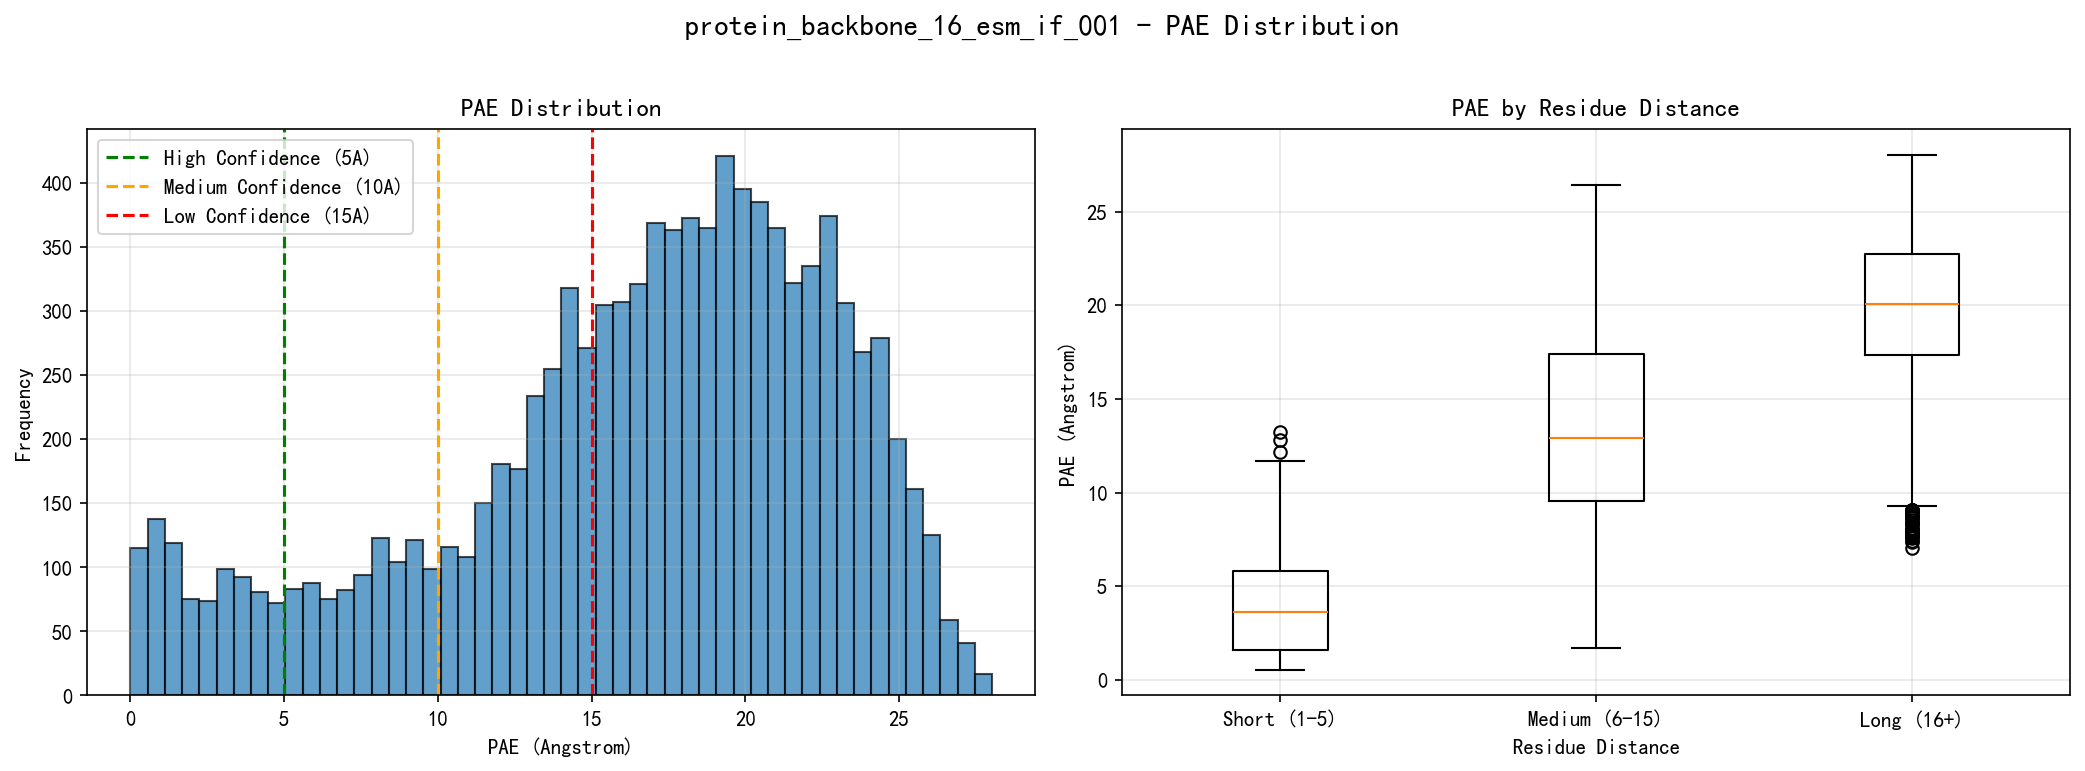 protein_backbone_16_esm_if_001 - PAE Distribution
PAE Distribution
High Confidence (5A)
Medium Confidence (10A)
Low Confidence (15A)
400
350
300
250
200
150
100
50
0
Frequency
0 5 10 15 20 25
PAE (Angstrom)
PAE by Residue Distance
25
20
15
10
5
0
PAE (Angstrom)
Short (1-5) Medium (6-15) Long (16+)
Residue Distance